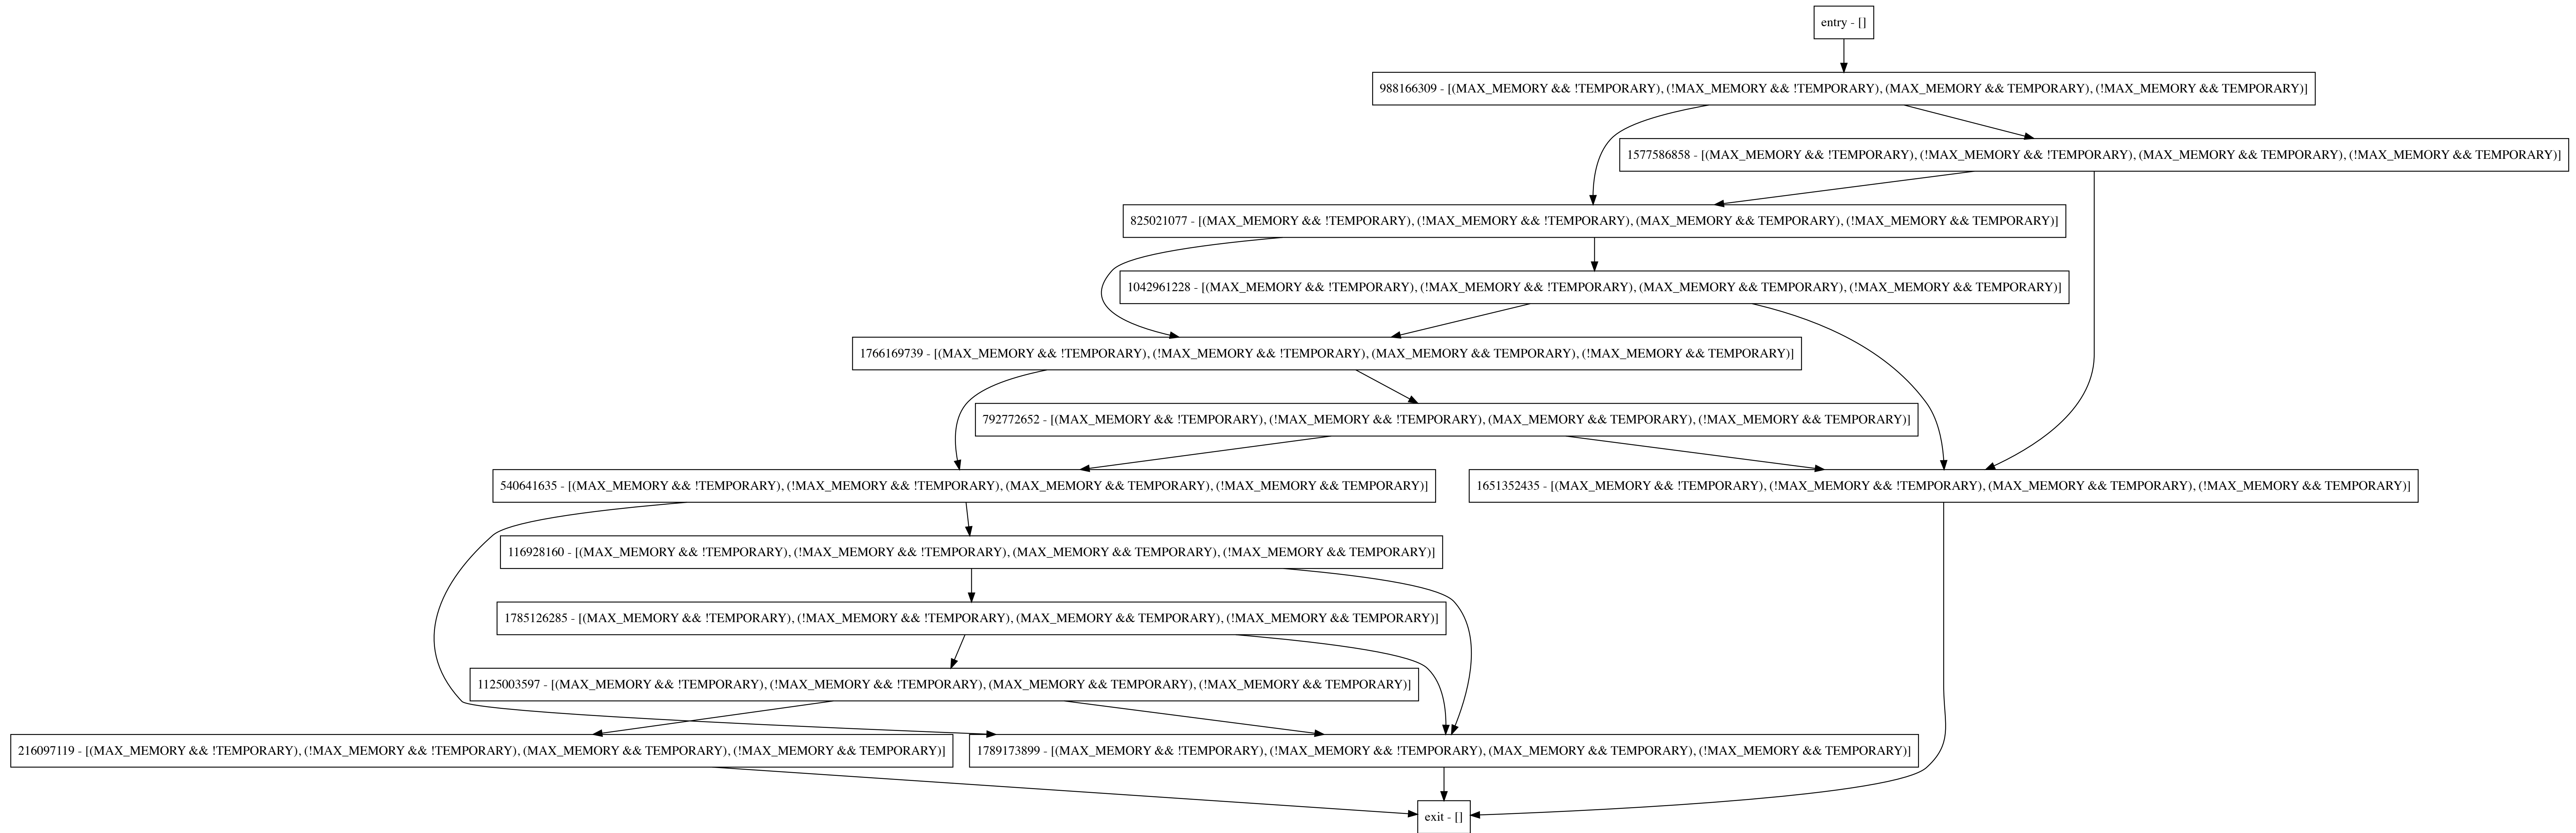 entry - []
988166309 - [(MAX_MEMORY && !TEMPORARY), (!MAX_MEMORY && !TEMPORARY), (MAX_MEMORY && TEMPORARY), (!MAX_MEMORY && TEMPORARY)]
1577586858 - [(MAX_MEMORY && !TEMPORARY), (!MAX_MEMORY && !TEMPORARY), (MAX_MEMORY && TEMPORARY), (!MAX_MEMORY && TEMPORARY)]
825021077 - [(MAX_MEMORY && !TEMPORARY), (!MAX_MEMORY && !TEMPORARY), (MAX_MEMORY && TEMPORARY), (!MAX_MEMORY && TEMPORARY)]
1042961228 - [(MAX_MEMORY && !TEMPORARY), (!MAX_MEMORY && !TEMPORARY), (MAX_MEMORY && TEMPORARY), (!MAX_MEMORY && TEMPORARY)]
1766169739 - [(MAX_MEMORY && !TEMPORARY), (!MAX_MEMORY && !TEMPORARY), (MAX_MEMORY && TEMPORARY), (!MAX_MEMORY && TEMPORARY)]
792772652 - [(MAX_MEMORY && !TEMPORARY), (!MAX_MEMORY && !TEMPORARY), (MAX_MEMORY && TEMPORARY), (!MAX_MEMORY && TEMPORARY)]
540641635 - [(MAX_MEMORY && !TEMPORARY), (!MAX_MEMORY && !TEMPORARY), (MAX_MEMORY && TEMPORARY), (!MAX_MEMORY && TEMPORARY)]
1651352435 - [(MAX_MEMORY && !TEMPORARY), (!MAX_MEMORY && !TEMPORARY), (MAX_MEMORY && TEMPORARY), (!MAX_MEMORY && TEMPORARY)]
116928160 - [(MAX_MEMORY && !TEMPORARY), (!MAX_MEMORY && !TEMPORARY), (MAX_MEMORY && TEMPORARY), (!MAX_MEMORY && TEMPORARY)]
1785126285 - [(MAX_MEMORY && !TEMPORARY), (!MAX_MEMORY && !TEMPORARY), (MAX_MEMORY && TEMPORARY), (!MAX_MEMORY && TEMPORARY)]
1125003597 - [(MAX_MEMORY && !TEMPORARY), (!MAX_MEMORY && !TEMPORARY), (MAX_MEMORY && TEMPORARY), (!MAX_MEMORY && TEMPORARY)]
216097119 - [(MAX_MEMORY && !TEMPORARY), (!MAX_MEMORY && !TEMPORARY), (MAX_MEMORY && TEMPORARY), (!MAX_MEMORY && TEMPORARY)]
1789173899 - [(MAX_MEMORY && !TEMPORARY), (!MAX_MEMORY && !TEMPORARY), (MAX_MEMORY && TEMPORARY), (!MAX_MEMORY && TEMPORARY)]
exit - []